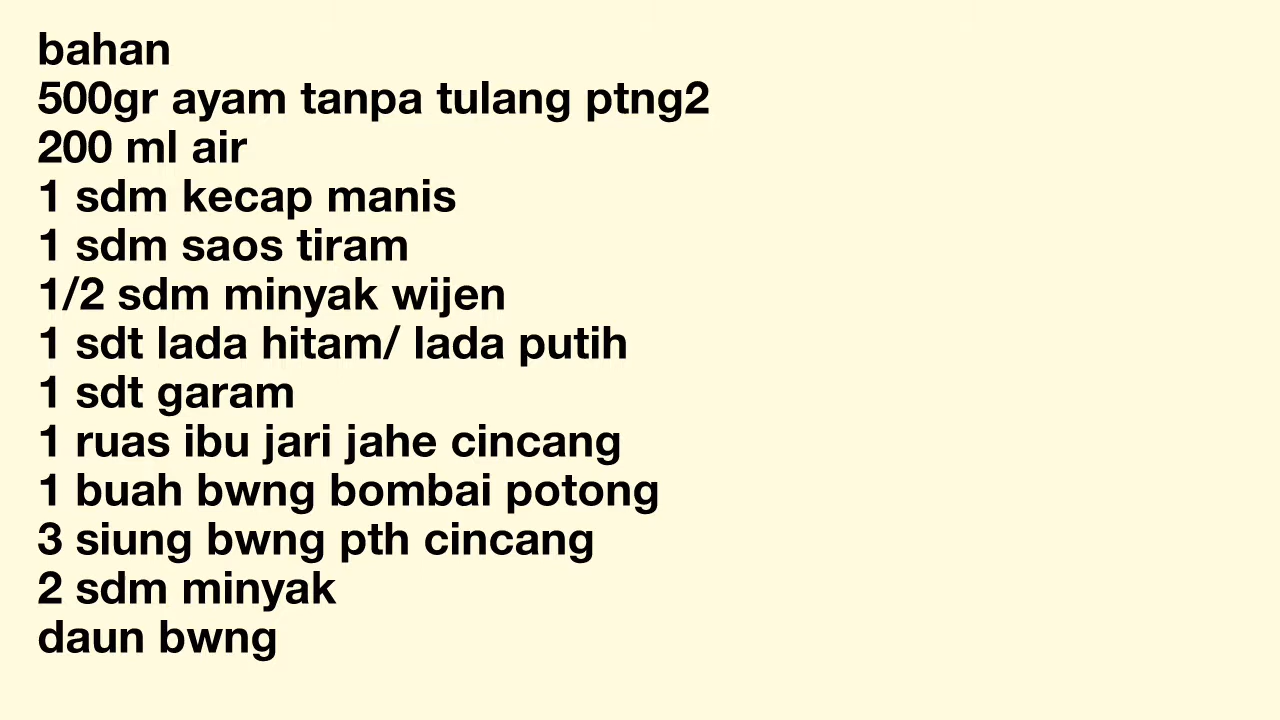 bahan
500gr ayam tanpa tulang ptng2
200 ml air
1 sdm kecap manis
1 sdm saos tiram
1/2 sdm minyak wijen
1 sdt lada hitam/ lada putih
1 sdt garam
1 ruas ibu jari jahe cincang
1 buah bwng bombai potong
3 siung bwng pth cincang
2 sdm minyak
daun bwng